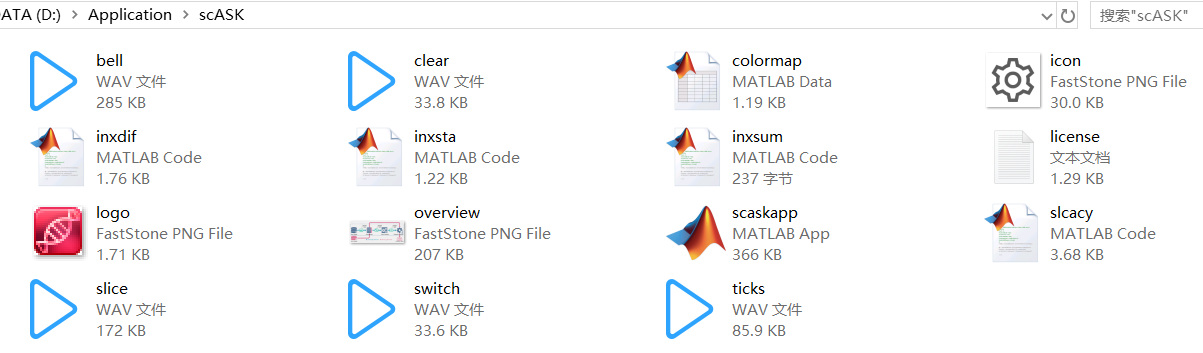 ATA (D:) > Application > scASK
搜索"scASK"
bell
WAV 文件
285 KB
clear
WAV 文件
33.8 KB
colormap
MATLAB Data
1.19 KB
icon
FastStone PNG File
30.0 KB
inxdif
MATLAB Code
1.76 KB
inxsta
MATLAB Code
1.22 KB
inxsum
MATLAB Code
237 字节
license
文本文档
1.29 KB
logo
FastStone PNG File
1.71 KB
overview
FastStone PNG File
207 KB
scaskapp
MATLAB App
366 KB
slcacy
MATLAB Code
3.68 KB
slice
WAV 文件
172 KB
switch
WAV 文件
33.6 KB
ticks
WAV 文件
85.9 KB